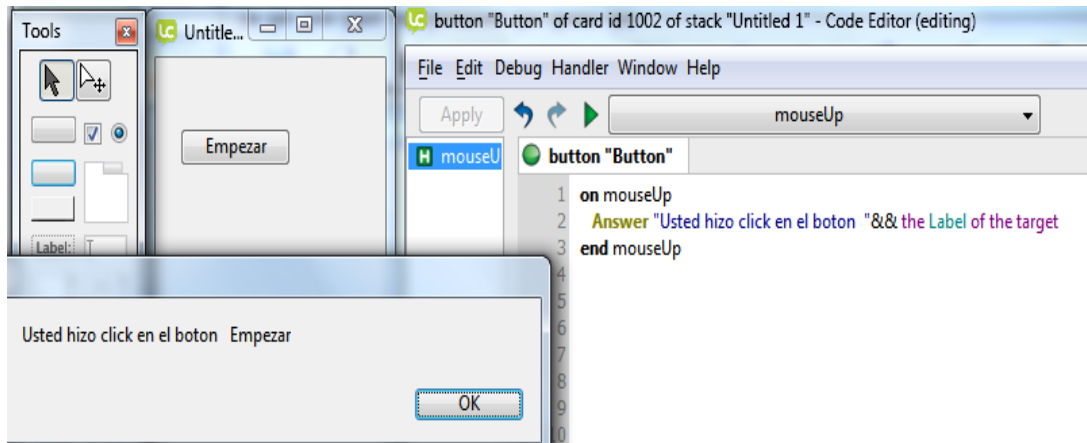 Tools
Untitle...
button "Button" of card id 1002 of stack "Untitled 1" - Code Editor (editing)
File Edit Debug Handler Window Help
Apply
mouseUp
mouseU
button "Button"
Empezar
1 on mouseUp
2 Answer "Usted hizo click en el boton  "&& the Label of the target
3 end mouseUp
4
5
6
7
8
9
10
Label:
Usted hizo click en el boton   Empezar
OK